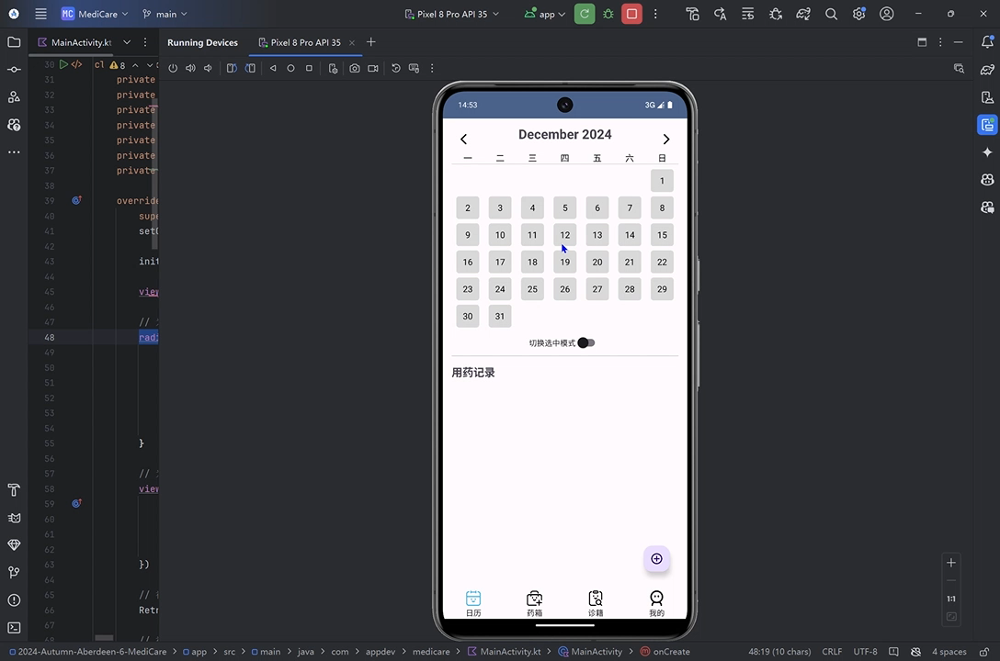 MC MediCare main Pixel 8 Pro API 35 app
MainActivity.kt Running Devices Pixel 8 Pro API 35
30 cl 8
31 private
32 private
33 private
34 private
35 private
36 private
37 private
38
39 override
40 supe
41
42
43 init
44
45 view
46
47 //
48 radi
49
50
51
52
53
54
55 }
56
57 //
58 view
59
60
61
62
63 })
64
65 //
66 Retr
67
14:53 3G
December 2024
一 二 三 四 五 六 日
1
2 3 4 5 6 7 8
9 10 11 12 13 14 15
16 17 18 19 20 21 22
23 24 25 26 27 28 29
30 31
切换选中模式
用药记录
日历 药箱 诊籍 我的
1:1
2024-Autumn-Aberdeen-6-MediCare > app > src > main > java > com > appdev > medicare > MainActivity.kt > MainActivity > onCreate 48:19 (10 chars) CRLF UTF-8 4 spaces